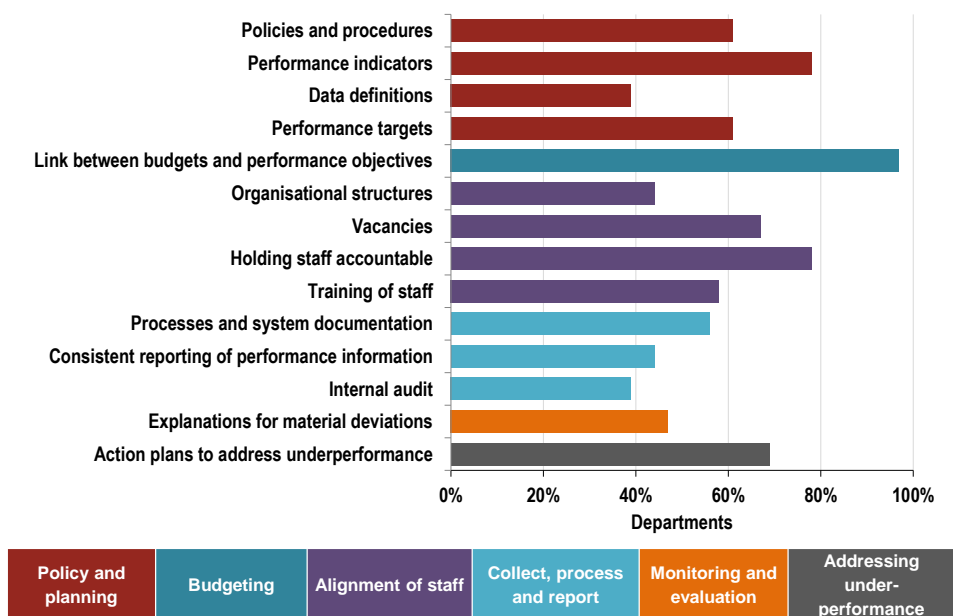 Policies and procedures
Performance indicators
Data definitions
Performance targets
Link between budgets and performance objectives
Organisational structures
Vacancies
Holding staff accountable
Training of staff
Processes and system documentation
Consistent reporting of performance information
Internal audit
Explanations for material deviations
Action plans to address underperformance
0% 20% 40% 60% 80% 100%
Departments
Policy and
planning
Budgeting
Alignment of staff
Collect, process
and report
Monitoring and
evaluation
Addressing
under-
performance